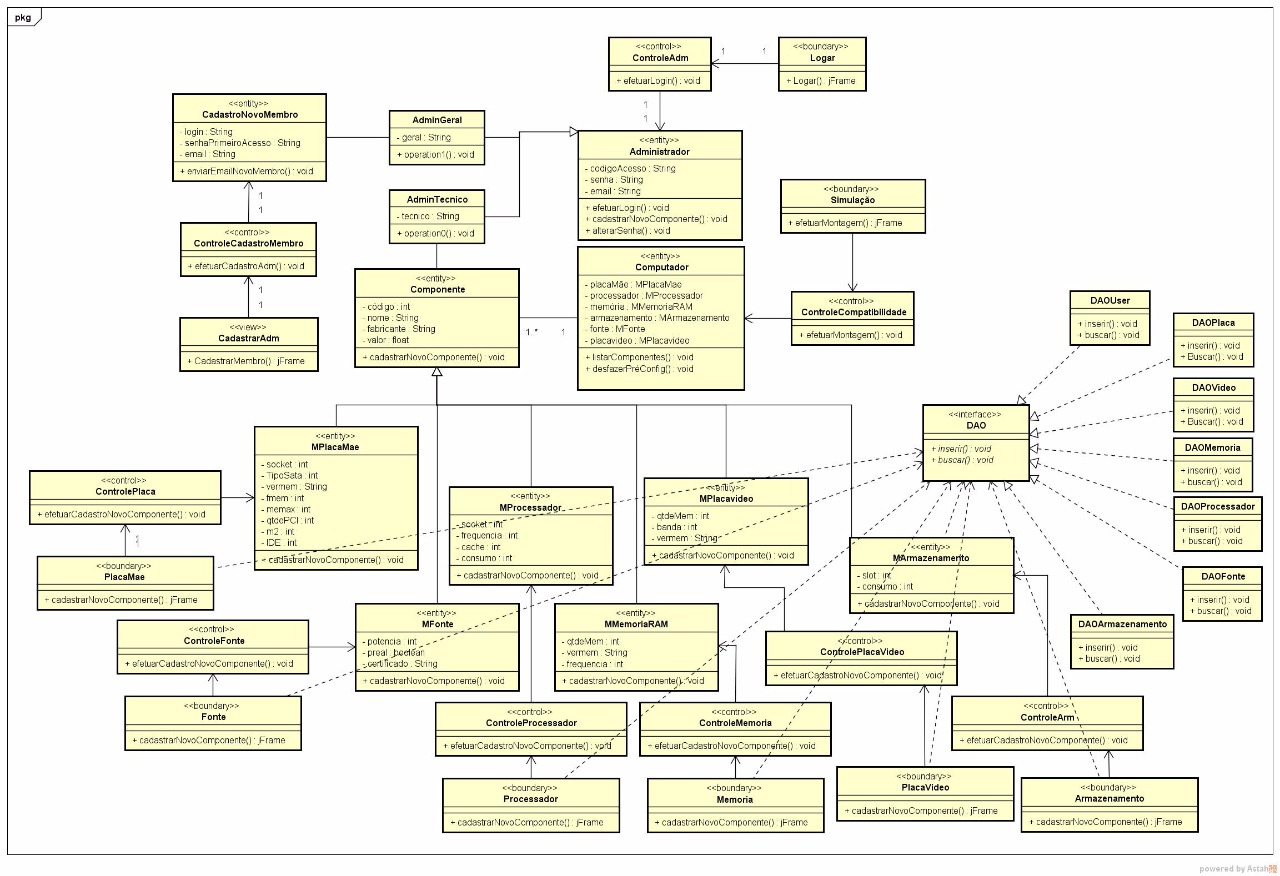 pkg
<<control>>
ControleAdm
+ efetuarLogin() : void
1
1
<<boundary>>
Logar
+ Logar() : jFrame
1
1
<<entity>>
CadastroNovoMembro
- login : String
- senhaPrimeiroAcesso : String
- email : String
+ enviarEmailNovoMembro() : void
AdminGeral
- geral : String
+ operation1() : void
<<entity>>
Administrador
- codigoAcesso : String
- senha : String
- email : String
+ efetuarLogin() : void
+ cadastrarNovoComponente() : void
+ alterarSenha() : void
AdminTecnico
- tecnico : String
+ operation0() : void
<<boundary>>
Simulação
+ efetuarMontagem() : jFrame
1
1
<<control>>
ControleCadastroMembro
+ efetuarCadastroAdm() : void
1
1
<<view>>
CadastrarAdm
+ CadastrarMembro() : jFrame
<<entity>>
Componente
- código : int
- nome : String
- fabricante : String
- valor : float
+ cadastrarNovoComponente() : void
1..*
1
<<entity>>
Computador
- placaMãe : MPlacaMae
- processador : MProcessador
- memória : MMemoriaRAM
- armazenamento : MArmazenamento
- fonte : MFonte
- placavideo : MPlacavideo
+ listarComponentes() : void
+ desfazerPréConfig() : void
<<control>>
ControleCompatibilidade
+ efetuarMontagem() : void
DAOUser
+ inserir() : void
+ buscar() : void
DAOPlaca
+ inserir() : void
+ Buscar() : void
DAOVideo
+ inserir() : void
+ Buscar() : void
<<interface>>
DAO
+ inserir() : void
+ buscar() : void
DAOMemoria
+ inserir() : void
+ buscar() : void
DAOProcessador
+ inserir() : void
+ buscar() : void
DAOFonte
+ inserir() : void
+ buscar() : void
DAOArmazenamento
+ inserir() : void
+ buscar() : void
<<entity>>
MPlacaMae
- socket : int
- TipoSata : int
- vermem : String
- fmem : int
- memax : int
- qtdePCI : int
- m2 : int
- IDE : int
+ cadastrarNovoComponente() : void
<<control>>
ControlePlaca
+ efetuarCadastroNovoComponente() : void
1
<<boundary>>
PlacaMae
+ cadastrarNovoComponente() : jFrame
<<entity>>
MProcessador
- socket : int
- frequencia : int
- cache : int
- consumo : int
+ cadastrarNovoComponente() : void
<<entity>>
MPlacavideo
- qtdeMem : int
- banda : int
- vermem : String
+ cadastrarNovoComponente() : void
<<entity>>
MArmazenamento
- slot : int
- consumo : int
+ cadastrarNovoComponente() : void
<<control>>
ControleFonte
+ efetuarCadastroNovoComponente() : void
<<entity>>
MFonte
- potencia : int
- preal : boolean
- certificado : String
+ cadastrarNovoComponente() : void
<<entity>>
MMemoriaRAM
- qtdeMem : int
- vermem : String
- frequencia : int
+ cadastrarNovoComponente() : void
<<control>>
ControlePlacaVideo
+ efetuarCadastroNovoComponente() : void
<<boundary>>
Fonte
+ cadastrarNovoComponente() : jFrame
<<control>>
ControleProcessador
+ efetuarCadastroNovoComponente() : void
<<control>>
ControleMemoria
+ efetuarCadastroNovoComponente() : void
<<control>>
ControleArm
+ efetuarCadastroNovoComponente() : void
<<boundary>>
Processador
+ cadastrarNovoComponente() : jFrame
<<boundary>>
Memoria
+ cadastrarNovoComponente() : jFrame
<<boundary>>
PlacaVideo
+ cadastrarNovoComponente() : jFrame
<<boundary>>
Armazenamento
+ cadastrarNovoComponente() : jFrame
powered by Astah